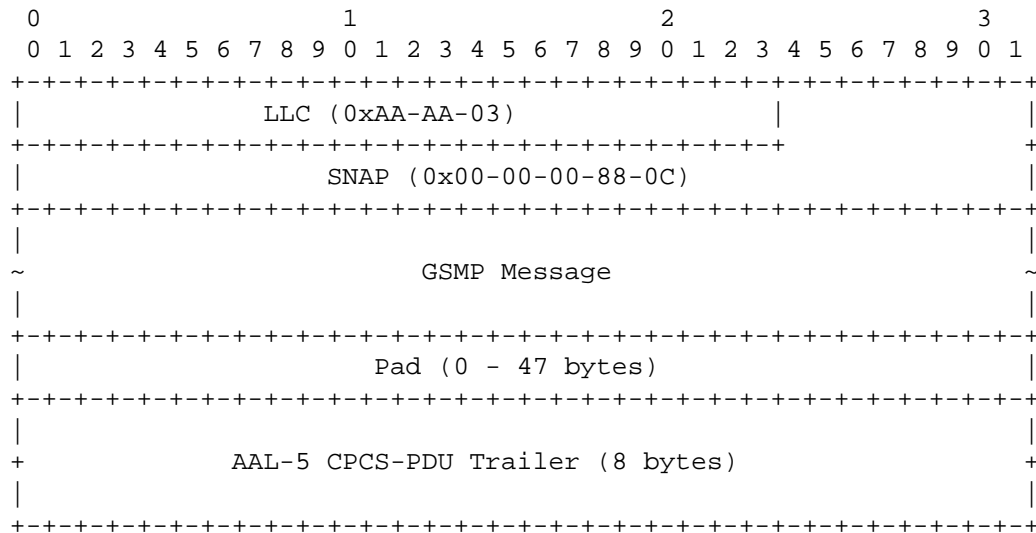 0                   1                   2                   3
 0 1 2 3 4 5 6 7 8 9 0 1 2 3 4 5 6 7 8 9 0 1 2 3 4 5 6 7 8 9 0 1
+-+-+-+-+-+-+-+-+-+-+-+-+-+-+-+-+-+-+-+-+-+-+-+-+-+-+-+-+-+-+-+-+
|               LLC (0xAA-AA-03)                |               |
+-+-+-+-+-+-+-+-+-+-+-+-+-+-+-+-+-+-+-+-+-+-+-+-+               +
|                   SNAP (0x00-00-00-88-0C)                     |
+-+-+-+-+-+-+-+-+-+-+-+-+-+-+-+-+-+-+-+-+-+-+-+-+-+-+-+-+-+-+-+-+
|                                                               |
~                         GSMP Message                          ~
|                                                               |
+-+-+-+-+-+-+-+-+-+-+-+-+-+-+-+-+-+-+-+-+-+-+-+-+-+-+-+-+-+-+-+-+
|                      Pad (0 - 47 bytes)                       |
+-+-+-+-+-+-+-+-+-+-+-+-+-+-+-+-+-+-+-+-+-+-+-+-+-+-+-+-+-+-+-+-+
|                                                               |
+             AAL-5 CPCS-PDU Trailer (8 bytes)                  +
|                                                               |
+-+-+-+-+-+-+-+-+-+-+-+-+-+-+-+-+-+-+-+-+-+-+-+-+-+-+-+-+-+-+-+-+